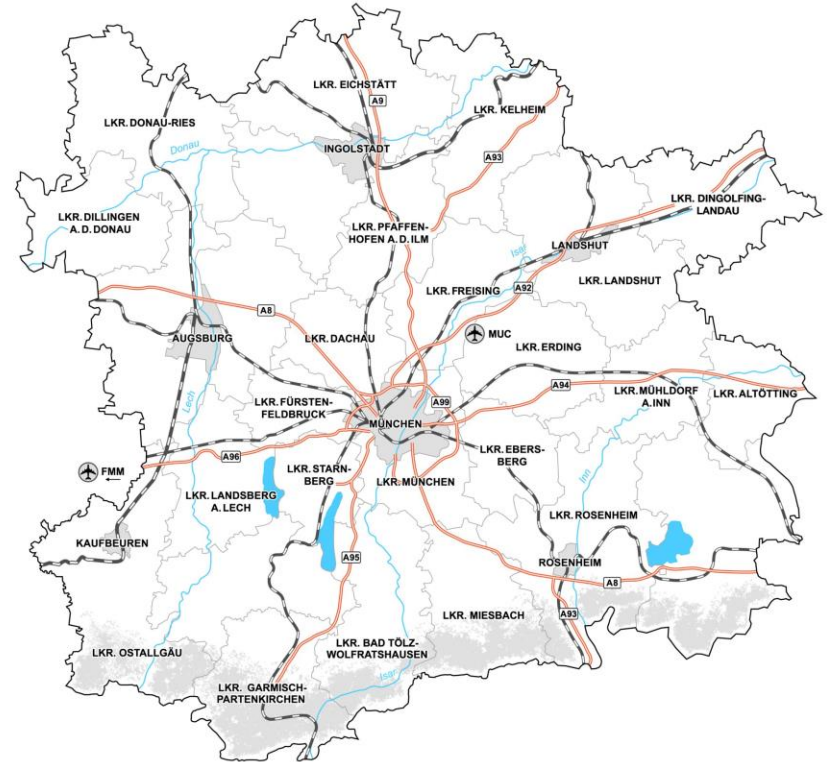 LKR. EICHSTÄTT
A9
LKR. KELHEIM
LKR. DONAU-RIES
Donau
INGOLSTADT
A93
LKR. DILLINGEN
A. D. DONAU
LKR. DINGOLFING-
LANDAU
LKR. PFAFFEN-
HOFEN A. D. ILM
Isar
LANDSHUT
LKR. LANDSHUT
LKR. FREISING
A92
A8
AUGSBURG
LKR. DACHAU
MUC
LKR. ERDING
Lech
LKR. FÜRSTEN-
FELDBRUCK
A99
A94
LKR. MÜHLDORF
A. INN
LKR. ALTÖTTING
MÜNCHEN
A96
FMM
LKR. STARN-
BERG
LKR. EBERS-
BERG
LKR. MÜNCHEN
Inn
LKR. LANDSBERG
A. LECH
LKR. ROSENHEIM
KAUFBEUREN
A95
ROSENHEIM
A8
A93
LKR. MIESBACH
LKR. OSTALLGÄU
LKR. BAD TÖLZ-
WOLFRATSHAUSEN
Isar
LKR. GARMISCH-
PARTENKIRCHEN